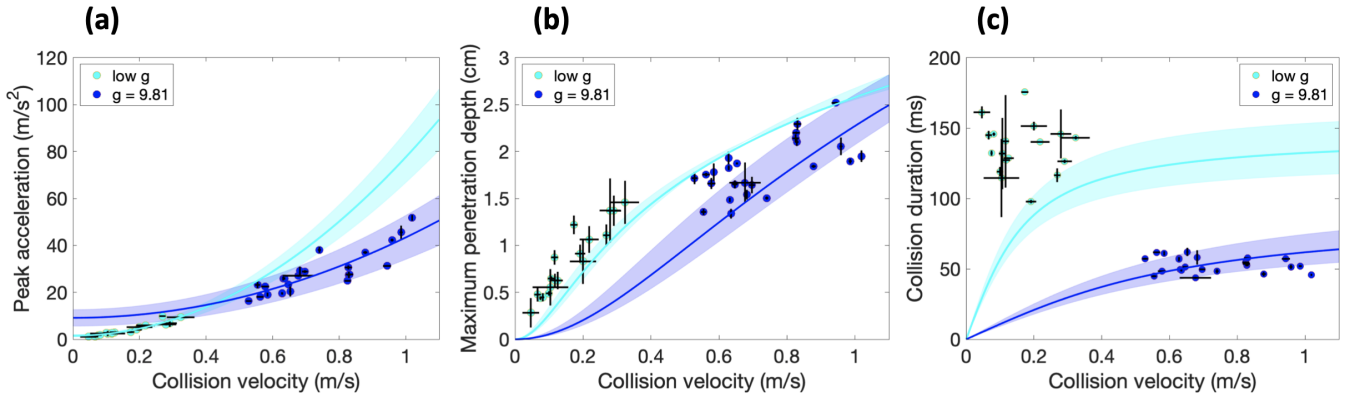 (a)
Peak acceleration (m/s²)
120
100
80
60
40
20
0
low g
g = 9.81
0
0.2
0.4
0.6
0.8
1
Collision velocity (m/s)
(b)
Maximum penetration depth (cm)
3
2.5
2
1.5
1
0.5
0
low g
g = 9.81
0
0.2
0.4
0.6
0.8
1
Collision velocity (m/s)
(c)
Collision duration (ms)
200
150
100
50
0
low g
g = 9.81
0
0.2
0.4
0.6
0.8
1
Collision velocity (m/s)